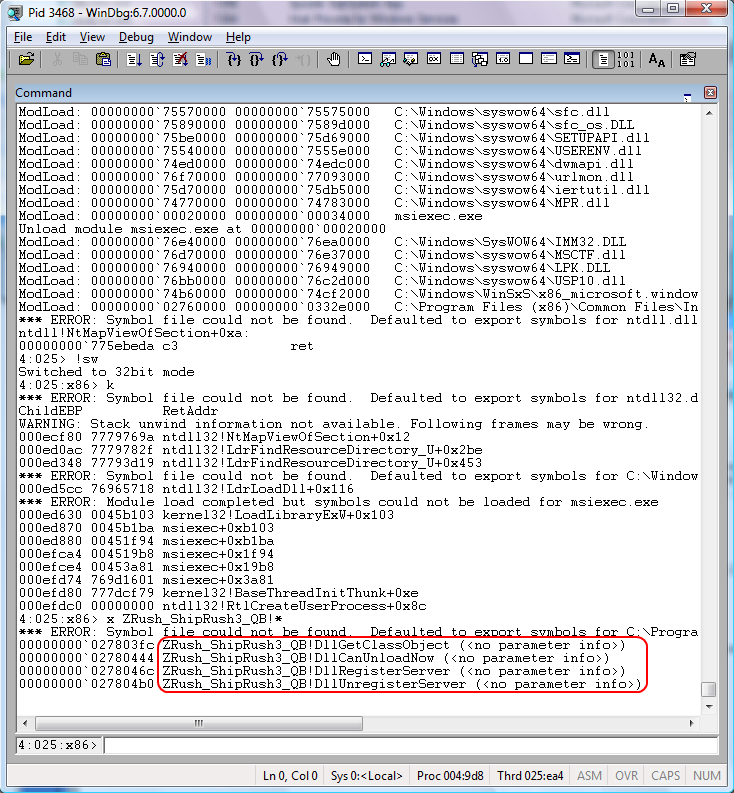 Pid 3468 - WinDbg:6.7.0000.0
File Edit View Debug Window Help
Command
ModLoad: 00000000`75570000 00000000`75575000 C:\Windows\syswow64\sfc.dll
ModLoad: 00000000`75890000 00000000`7589d000 C:\Windows\syswow64\sfc_os.DLL
ModLoad: 00000000`75be0000 00000000`75d69000 C:\Windows\syswow64\SETUPAPI.dll
ModLoad: 00000000`75540000 00000000`7555e000 C:\Windows\syswow64\USERENV.dll
ModLoad: 00000000`74ed0000 00000000`74edc000 C:\Windows\syswow64\dwmapi.dll
ModLoad: 00000000`76f70000 00000000`77093000 C:\Windows\syswow64\urlmon.dll
ModLoad: 00000000`75d70000 00000000`75db5000 C:\Windows\syswow64\iertutil.dll
ModLoad: 00000000`74770000 00000000`74783000 C:\Windows\syswow64\MPR.dll
ModLoad: 00000000`00020000 00000000`00034000 msiexec.exe
Unload module msiexec.exe at 00000000`00020000
ModLoad: 00000000`76e40000 00000000`76ea0000 C:\Windows\SysWOW64\IMM32.DLL
ModLoad: 00000000`76d70000 00000000`76e37000 C:\Windows\syswow64\MSCTF.dll
ModLoad: 00000000`76940000 00000000`76949000 C:\Windows\syswow64\LPK.DLL
ModLoad: 00000000`76bb0000 00000000`76c2d000 C:\Windows\syswow64\USP10.dll
ModLoad: 00000000`74b60000 00000000`74cf2000 C:\Windows\WinSxS\x86_microsoft.window
ModLoad: 00000000`02760000 00000000`0332e000 C:\Program Files (x86)\Common Files\In
*** ERROR: Symbol file could not be found. Defaulted to export symbols for ntdll.dll
ntdll!NtMapViewOfSection+0xa:
00000000`775ebeda c3 ret
4:025> !sw
Switched to 32bit mode
4:025:x86> k
*** ERROR: Symbol file could not be found. Defaulted to export symbols for ntdll32.d
ChildEBP RetAddr
WARNING: Stack unwind information not available. Following frames may be wrong.
000ecf80 7779769a ntdll32!NtMapViewOfSection+0x12
000ed0ac 7779782f ntdll32!LdrFindResourceDirectory_U+0x2be
000ed348 77793d19 ntdll32!LdrFindResourceDirectory_U+0x453
*** ERROR: Symbol file could not be found. Defaulted to export symbols for C:\Window
000ed5cc 76965718 ntdll32!LdrLoadDll+0x116
*** ERROR: Module load completed but symbols could not be loaded for msiexec.exe
000ed630 0045b103 kernel32!LoadLibraryExW+0x103
000ed870 0045b1ba msiexec+0xb103
000ed880 00451f94 msiexec+0xb1ba
000efca4 004519b8 msiexec+0x1f94
000efce4 00453a81 msiexec+0x19b8
000efd74 769d1601 msiexec+0x3a81
000efd80 777dcf79 kernel32!BaseThreadInitThunk+0xe
000efdc0 00000000 ntdll32!RtlCreateUserProcess+0x8c
4:025:x86> x ZRush_ShipRush3_QB!*
*** ERROR: Symbol file could not be found. Defaulted to export symbols for C:\Progra
00000000`027803fc ZRush_ShipRush3_QB!DllGetClassObject (<no parameter info>)
00000000`02780444 ZRush_ShipRush3_QB!DllCanUnloadNow (<no parameter info>)
00000000`0278046c ZRush_ShipRush3_QB!DllRegisterServer (<no parameter info>)
00000000`027804b0 ZRush_ShipRush3_QB!DllUnregisterServer (<no parameter info>)
4:025:x86>
Ln 0, Col 0 Sys 0:<Local> Proc 004:9d8 Thrd 025:ea4 ASM OVR CAPS NUM